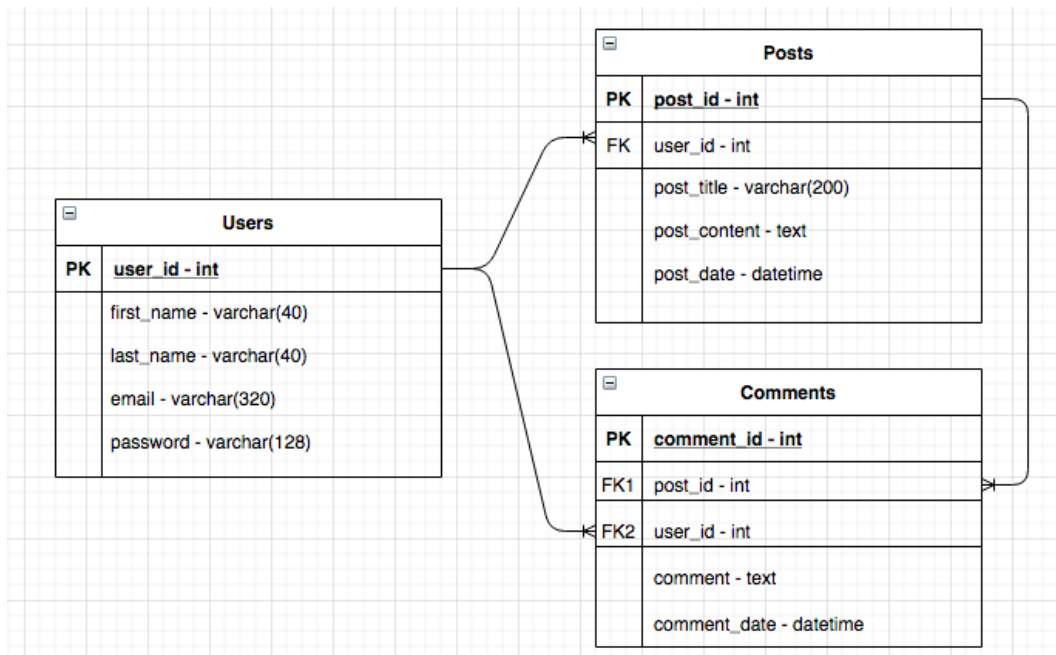 Users
PK user_id - int
first_name - varchar(40)
last_name - varchar(40)
email - varchar(320)
password - varchar(128)
Posts
PK post_id - int
FK user_id - int
post_title - varchar(200)
post_content - text
post_date - datetime
Comments
PK comment_id - int
FK1 post_id - int
FK2 user_id - int
comment - text
comment_date - datetime